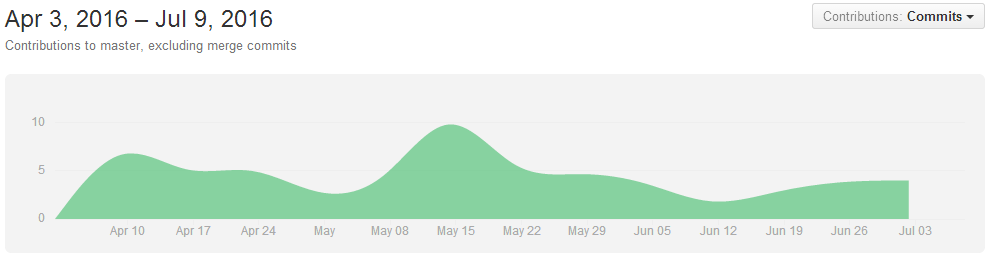 Apr 3, 2016 – Jul 9, 2016
Contributions: Commits
Contributions to master, excluding merge commits
10
5
0
Apr 10 Apr 17 Apr 24 May May 08 May 15 May 22 May 29 Jun 05 Jun 12 Jun 19 Jun 26 Jul 03